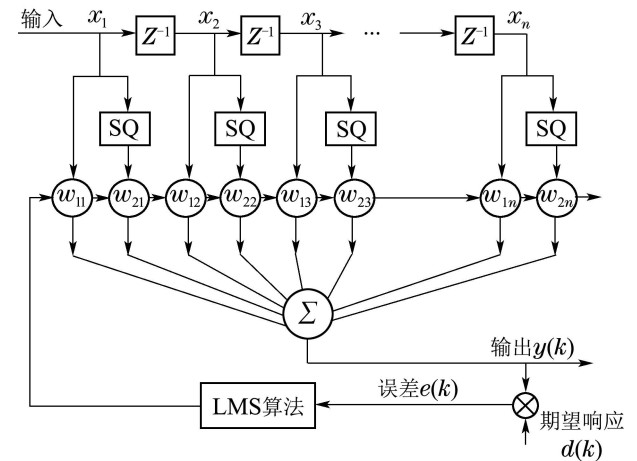 输入 x₁ x₂ x₃ xₙ
Z⁻¹ Z⁻¹ ... Z⁻¹
SQ SQ SQ SQ
w₁₁ w₂₁ w₁₂ w₂₂ w₁₃ w₂₃ w₁ₙ w₂ₙ
Σ
输出y(k)
误差e(k)
LMS算法
期望响应
d(k)